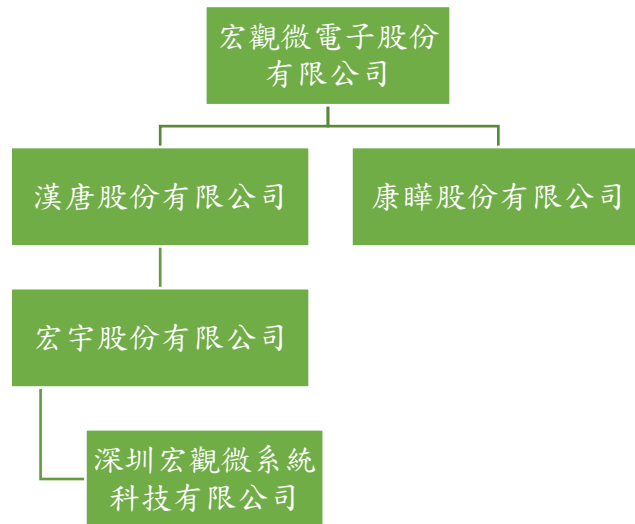 宏觀微電子股份
有限公司
漢唐股份有限公司
康曄股份有限公司
宏宇股份有限公司
深圳宏觀微系統
科技有限公司